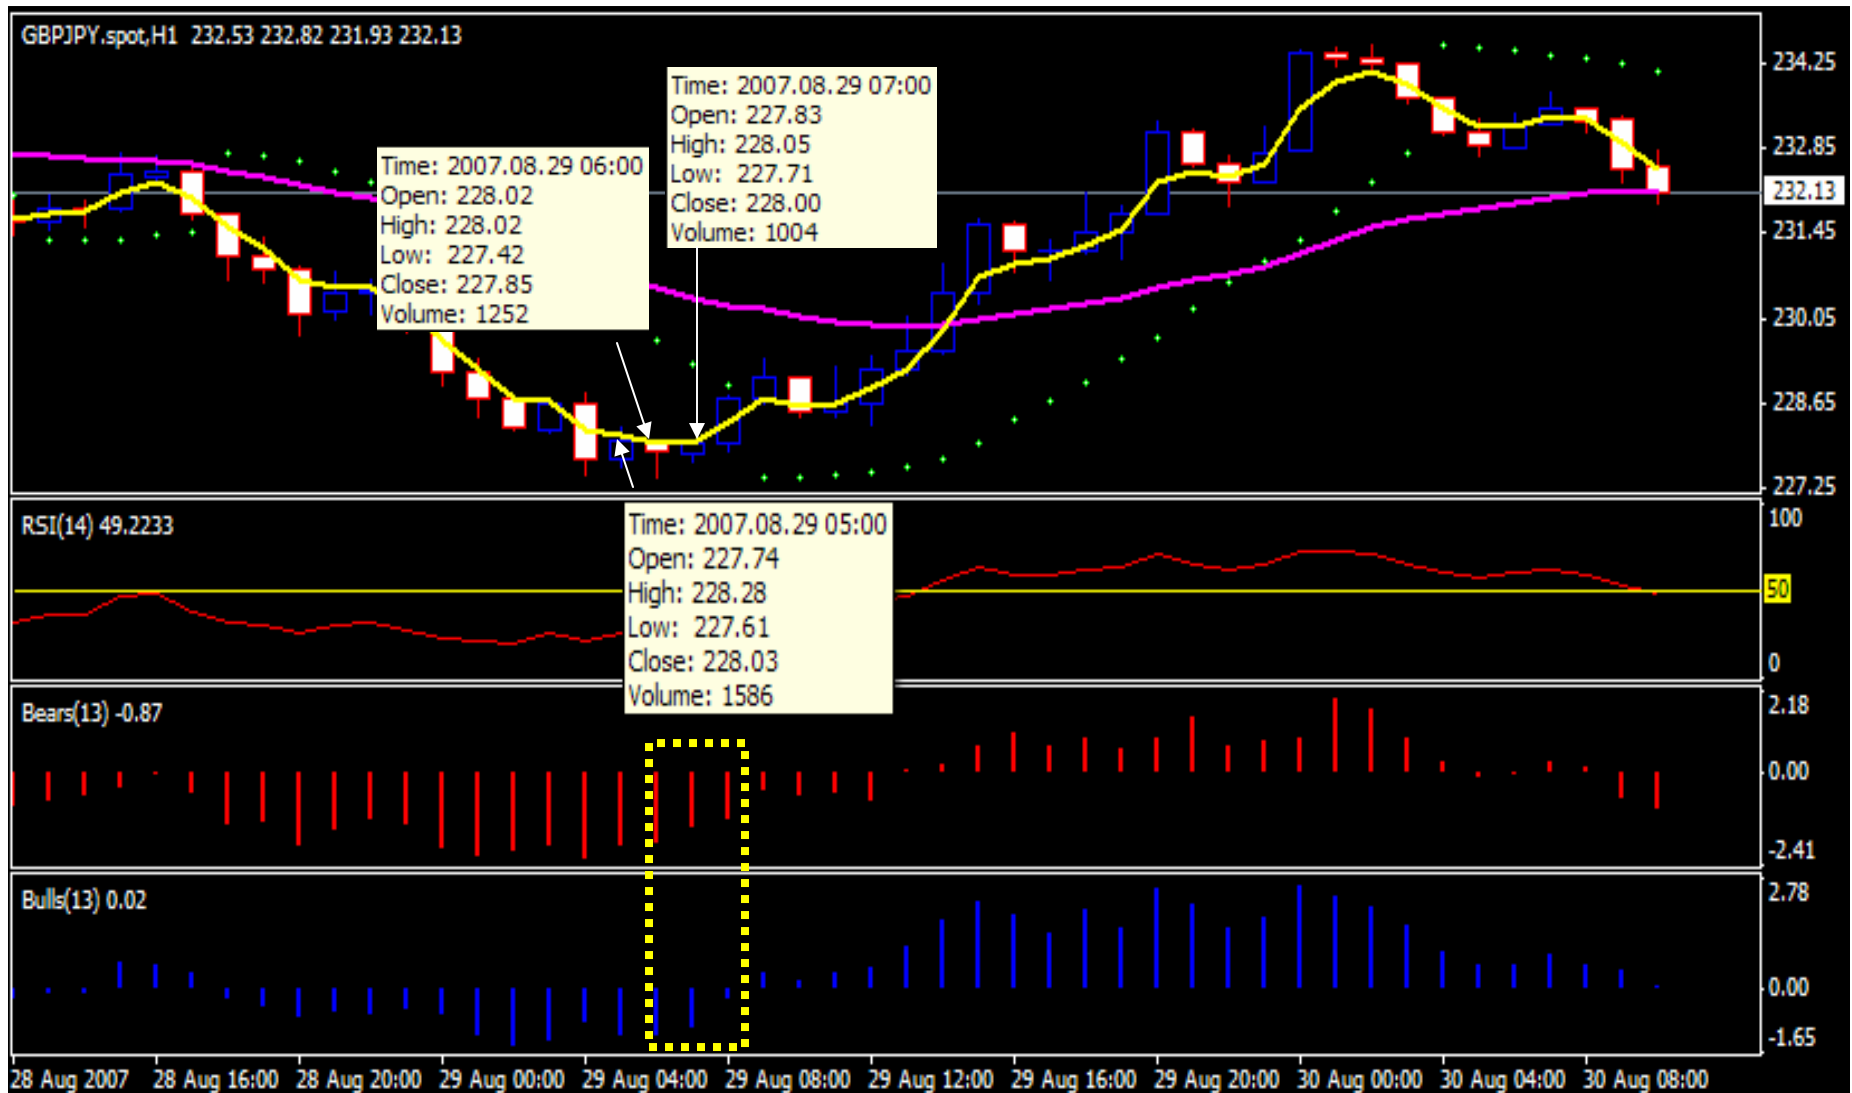 GBPJPY.spot,H1 232.53 232.82 231.93 232.13
Time: 2007.08.29 06:00
Open: 228.02
High: 228.02
Low: 227.42
Close: 227.85
Volume: 1252
Time: 2007.08.29 07:00
Open: 227.83
High: 228.05
Low: 227.71
Close: 228.00
Volume: 1004
234.25
232.85
232.13
231.45
230.05
228.65
227.25
RSI(14) 49.2233
Time: 2007.08.29 05:00
Open: 227.74
High: 228.28
Low: 227.61
Close: 228.03
Volume: 1586
100
50
0
Bears(13) -0.87
2.18
0.00
-2.41
Bulls(13) 0.02
2.78
0.00
-1.65
28 Aug 2007 28 Aug 16:00 28 Aug 20:00 29 Aug 00:00 29 Aug 04:00 29 Aug 08:00 29 Aug 12:00 29 Aug 16:00 29 Aug 20:00 30 Aug 00:00 30 Aug 04:00 30 Aug 08:00